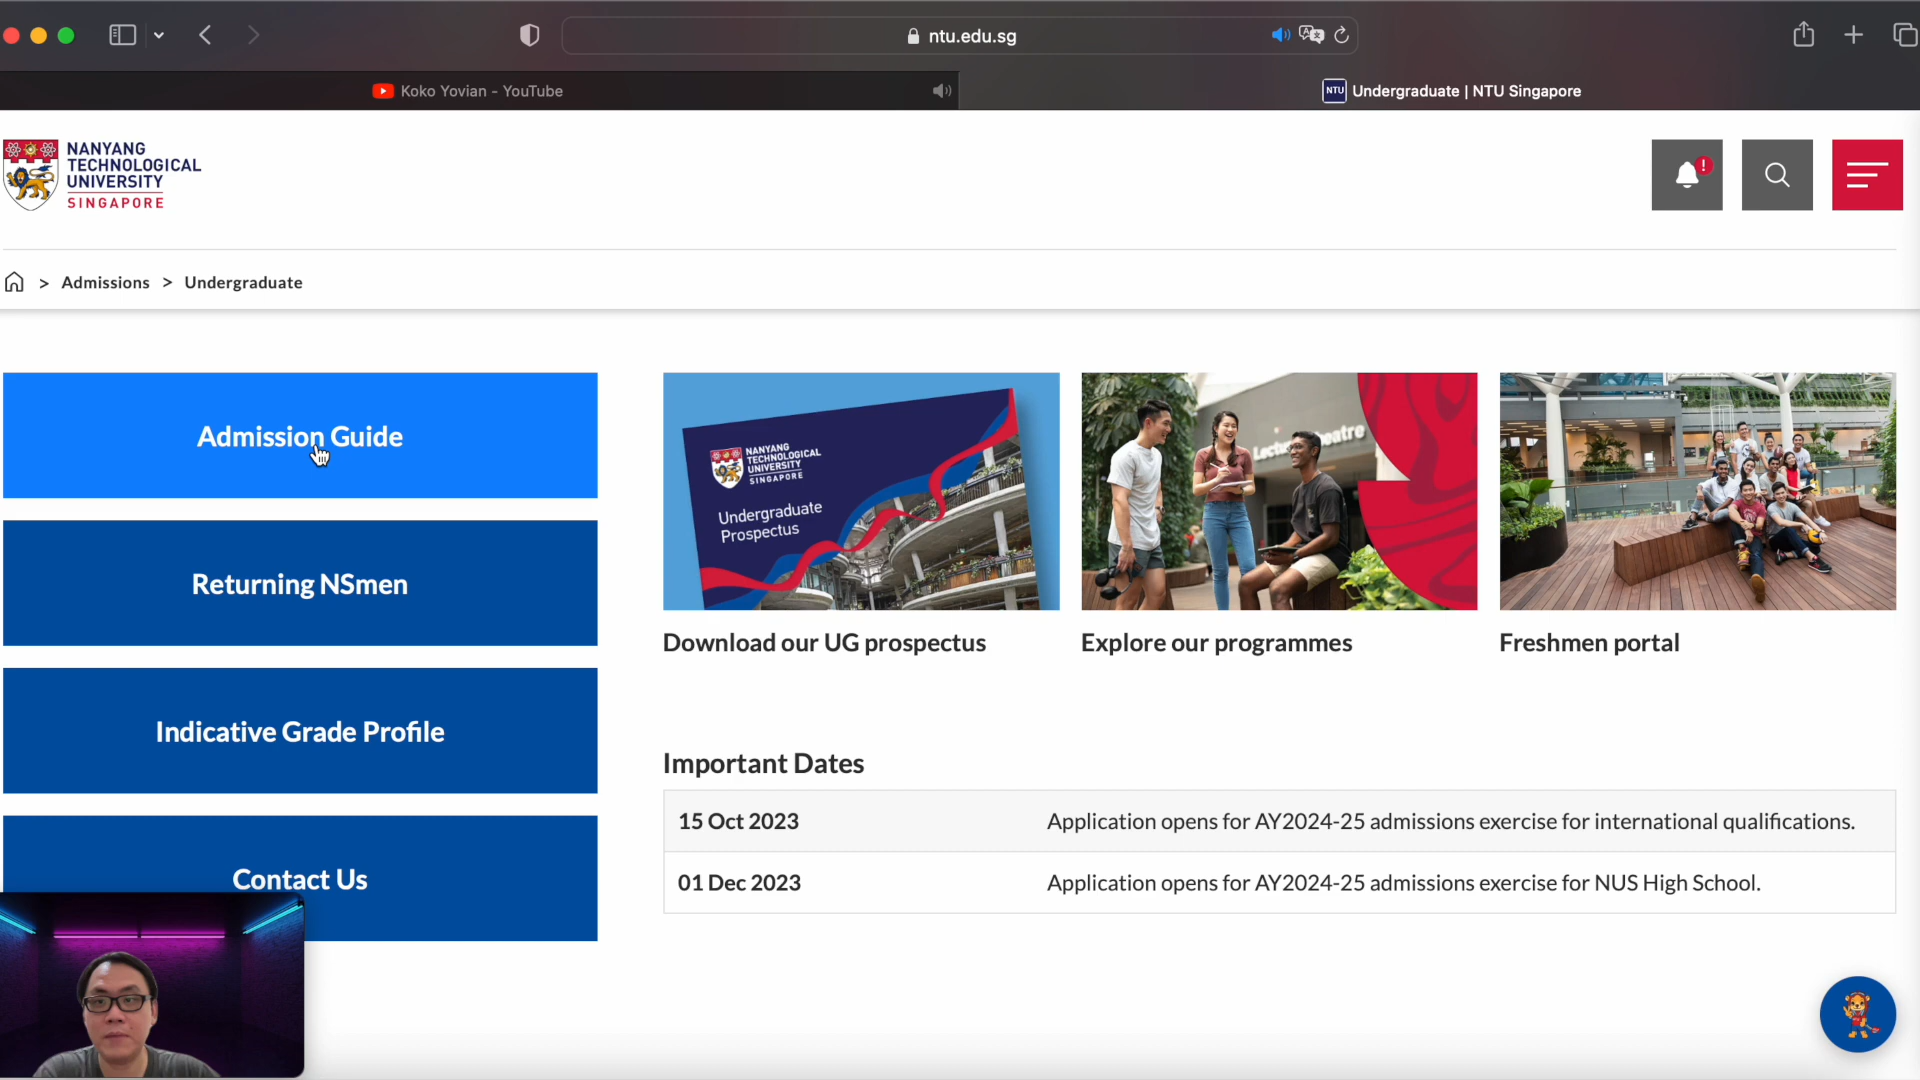 ntu.edu.sg
Koko Yovian - YouTube
NTU
Undergraduate | NTU Singapore
NANYANG
TECHNOLOGICAL
UNIVERSITY
SINGAPORE
!
> Admissions > Undergraduate
Admission Guide
Returning NSmen
Indicative Grade Profile
Contact Us
NANYANG
TECHNOLOGICAL
UNIVERSITY
SINGAPORE
Undergraduate
Prospectus
Lecture Theatre
Download our UG prospectus
Explore our programmes
Freshmen portal
Important Dates
15 Oct 2023 Application opens for AY2024-25 admissions exercise for international qualifications.
01 Dec 2023 Application opens for AY2024-25 admissions exercise for NUS High School.